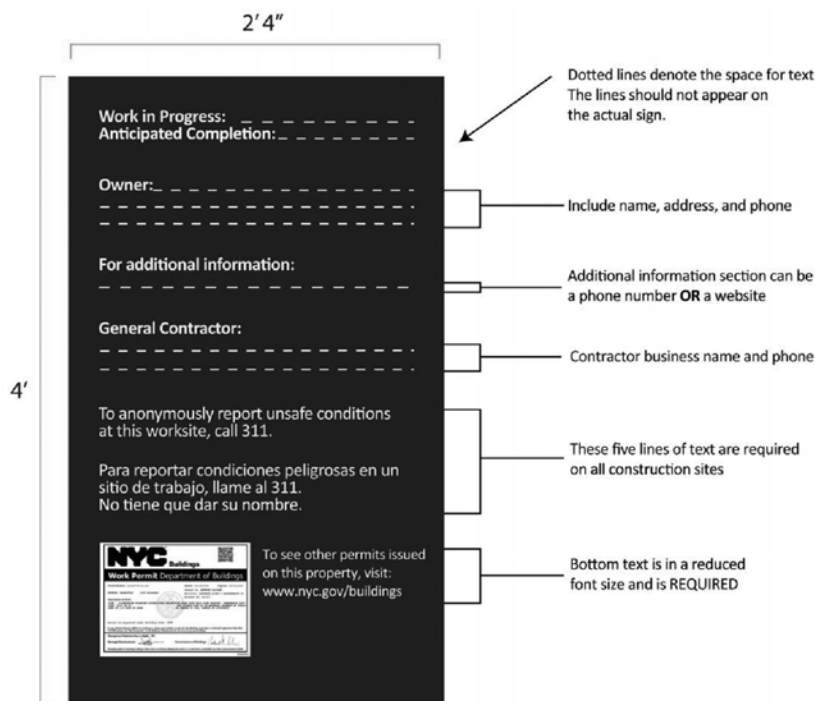 2' 4"
4'
Work in Progress:
Anticipated Completion:
Owner:
For additional information:
General Contractor:
To anonymously report unsafe conditions
at this worksite, call 311.
Para reportar condiciones peligrosas en un
sitio de trabajo, llame al 311.
No tiene que dar su nombre.
NYC Buildings
Work Permit Department of Buildings
To see other permits issued
on this property, visit:
www.nyc.gov/buildings
Dotted lines denote the space for text
The lines should not appear on
the actual sign.
Include name, address, and phone
Additional information section can be
a phone number OR a website
Contractor business name and phone
These five lines of text are required
on all construction sites
Bottom text is in a reduced
font size and is REQUIRED